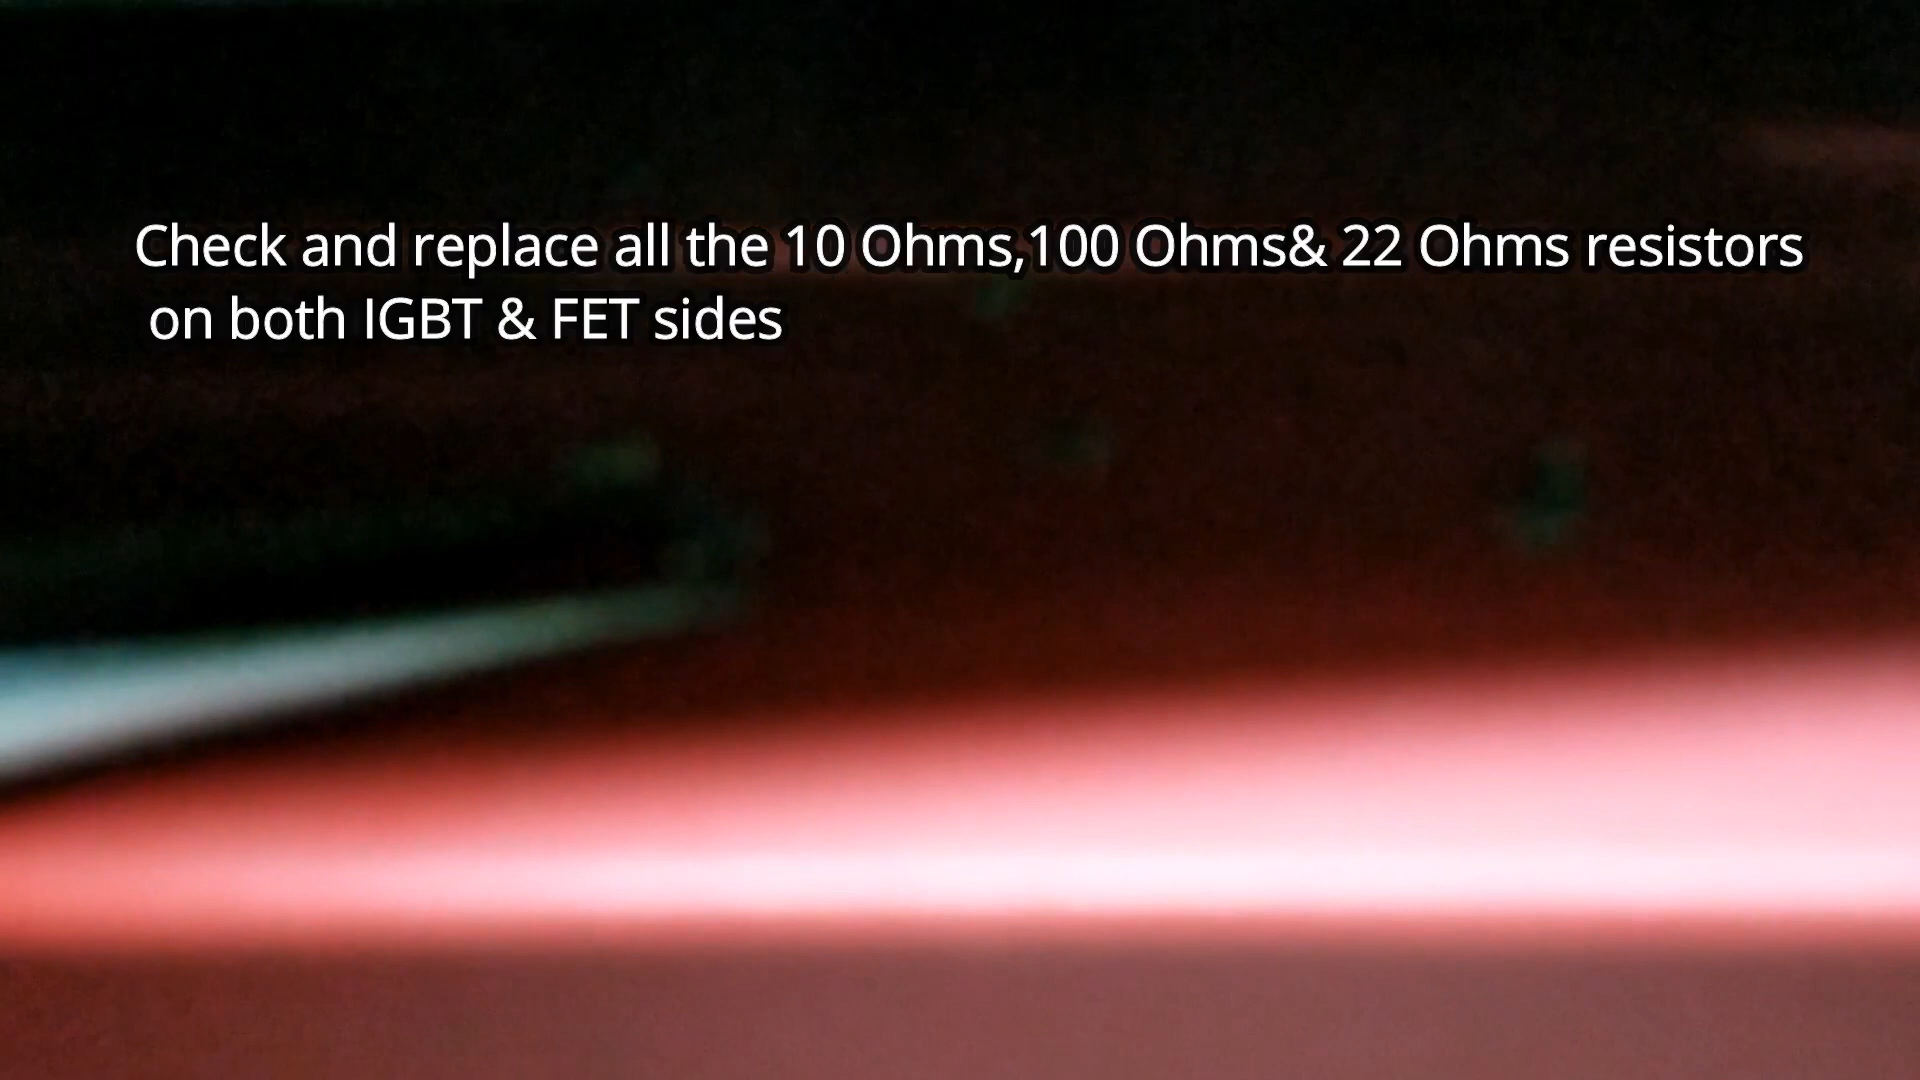 Check and replace all the 10 Ohms,100 Ohms& 22 Ohms resistors
on both IGBT & FET sides